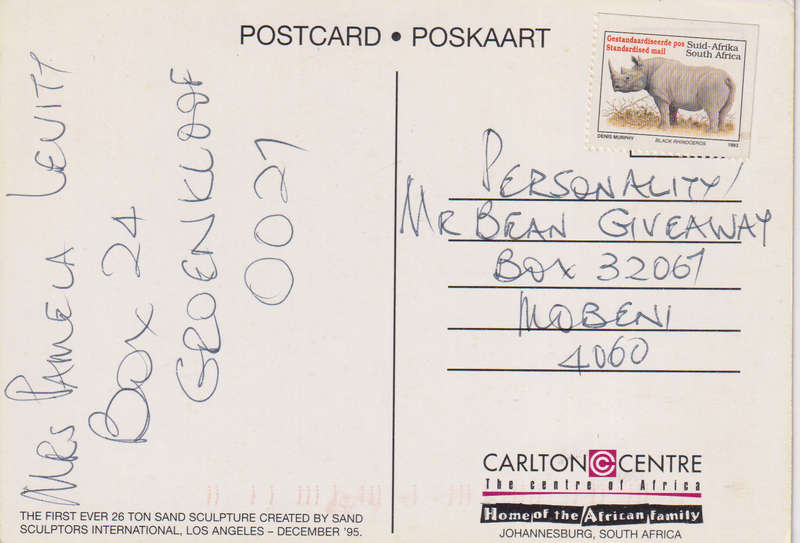 POSTCARD • POSKAART
Gestandaardiseerde pos
Standardised mail
Suid-Afrika
South Africa
DENIS MURPHY
BLACK RHINOCEROS
1993
MRS PAMELA LEVITY
BOX 24
GROENKLOOF
0027
PERSONALITY/
MR BEAN GIVEAWAY
BOX 32067
MOBENI
4060
CARLTON CENTRE
The centre of Africa
Home of the African family
JOHANNESBURG, SOUTH AFRICA
THE FIRST EVER 26 TON SAND SCULPTURE CREATED BY SAND
SCULPTORS INTERNATIONAL, LOS ANGELES – DECEMBER '95.